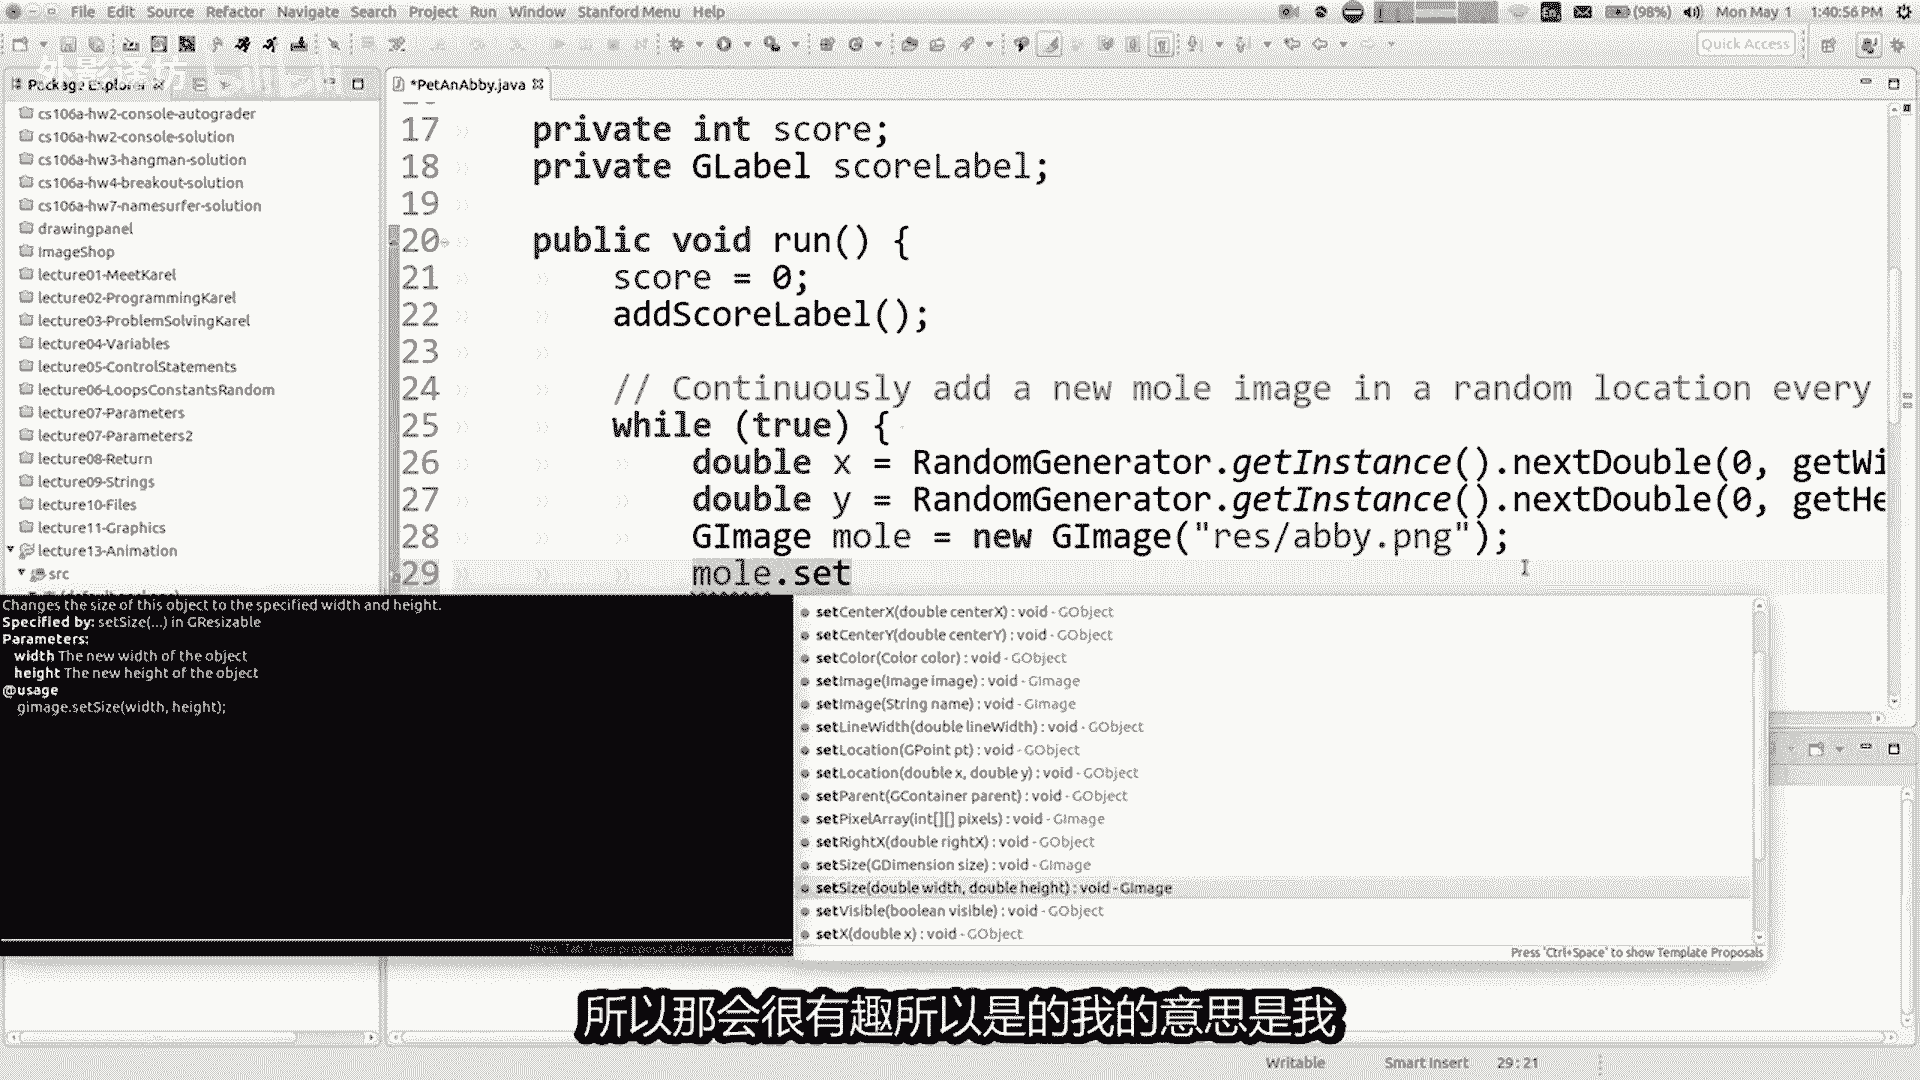 File Edit Source Refactor Navigate Search Project Run Window Stanford Menu Help
(98%) Mon May 1 1:40:56 PM
Quick Access
Package Explorer
*PetAnAbby.java
cs106a-hw2-console-autograder
cs106a-hw2-console-solution
cs106a-hw3-hangman-solution
cs106a-hw4-breakout-solution
cs106a-hw7-namesurfer-solution
drawingpanel
ImageShop
lecture01-MeetKarel
lecture02-ProgrammingKarel
lecture03-ProblemSolvingKarel
lecture04-Variables
lecture05-ControlStatements
lecture06-LoopsConstantsRandom
lecture07-Parameters
lecture07-Parameters2
lecture08-Return
lecture09-Strings
lecture10-Files
lecture11-Graphics
lecture13-Animation
src
17 private int score;
18 private GLabel scoreLabel;
19
20 public void run() {
21 score = 0;
22 addScoreLabel();
23
24 // Continuously add a new mole image in a random location every
25 while (true) {
26 double x = RandomGenerator.getInstance().nextDouble(0, getWi
27 double y = RandomGenerator.getInstance().nextDouble(0, getHe
28 GImage mole = new GImage("res/abby.png");
29 mole.set
Changes the size of this object to the specified width and height.
Specified by: setSize(...) in GResizable
Parameters:
width The new width of the object
height The new height of the object
@usage
gimage.setSize(width, height);
Press 'Tab' from proposal table or click for focus
setCenterX(double centerX) : void - GObject
setCenterY(double centerY) : void - GObject
setColor(Color color) : void - GObject
setImage(Image image) : void - GImage
setImage(String name) : void - GImage
setLineWidth(double lineWidth) : void - GObject
setLocation(GPoint pt) : void - GObject
setLocation(double x, double y) : void - GObject
setParent(GContainer parent) : void - GObject
setPixelArray(int[][] pixels) : void - GImage
setRightX(double rightX) : void - GObject
setSize(GDimension size) : void - GImage
setSize(double width, double height) : void - GImage
setVisible(boolean visible) : void - GObject
setX(double x) : void - GObject
Press 'Ctrl+Space' to show Template Proposals
所以那会很有趣所以是的我的意思是我
Writable Smart Insert 29 : 21